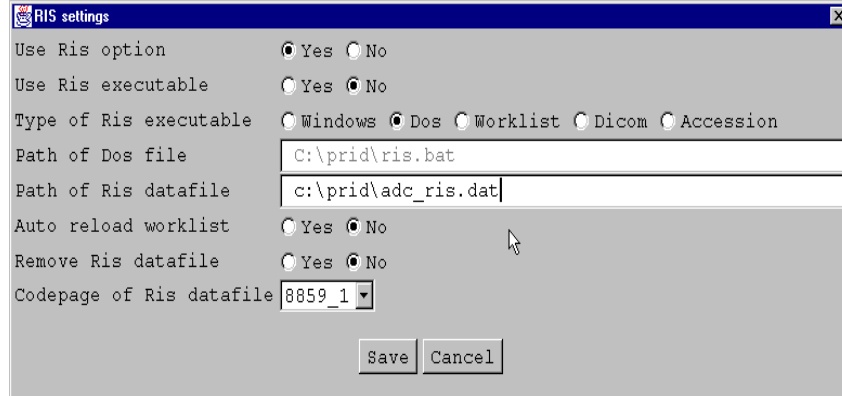 RIS settings
Use Ris option Yes No
Use Ris executable Yes No
Type of Ris executable Windows Dos Worklist Dicom Accession
Path of Dos file C:\prid\ris.bat
Path of Ris datafile c:\prid\adc_ris.dat
Auto reload worklist Yes No
Remove Ris datafile Yes No
Codepage of Ris datafile 8859_1
Save Cancel